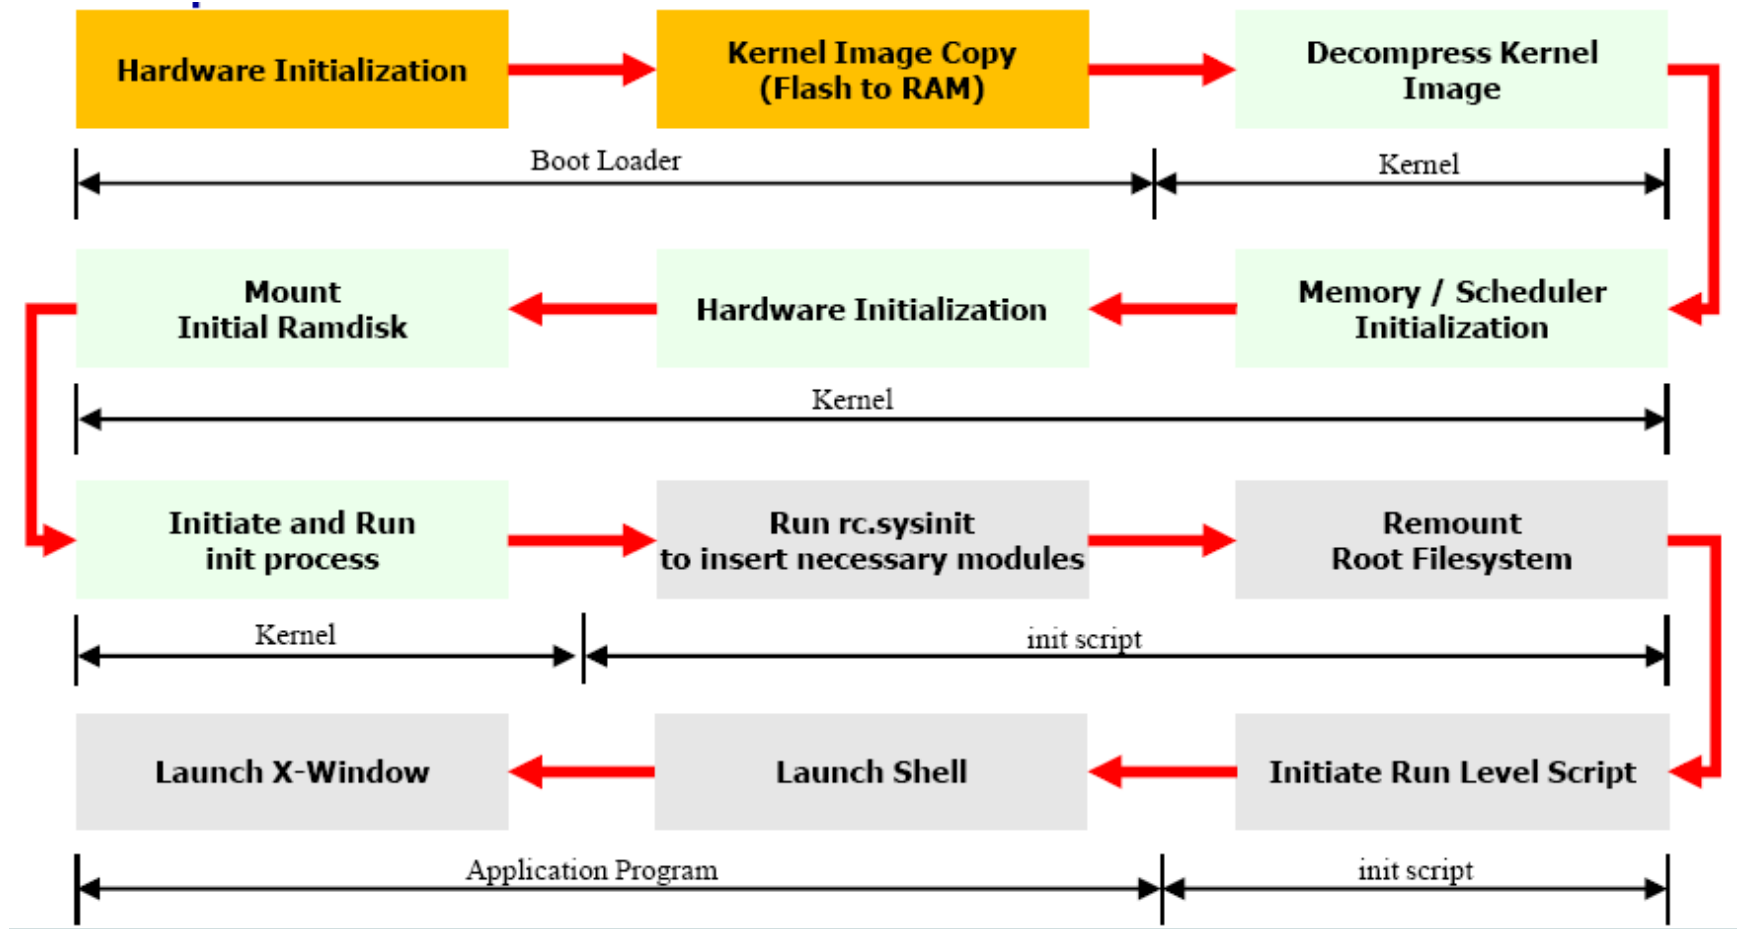 Hardware Initialization
Kernel Image Copy
(Flash to RAM)
Decompress Kernel
Image
Boot Loader
Kernel
Mount
Initial Ramdisk
Hardware Initialization
Memory / Scheduler
Initialization
Kernel
Initiate and Run
init process
Run rc.sysinit
to insert necessary modules
Remount
Root Filesystem
Kernel
init script
Launch X-Window
Launch Shell
Initiate Run Level Script
Application Program
init script